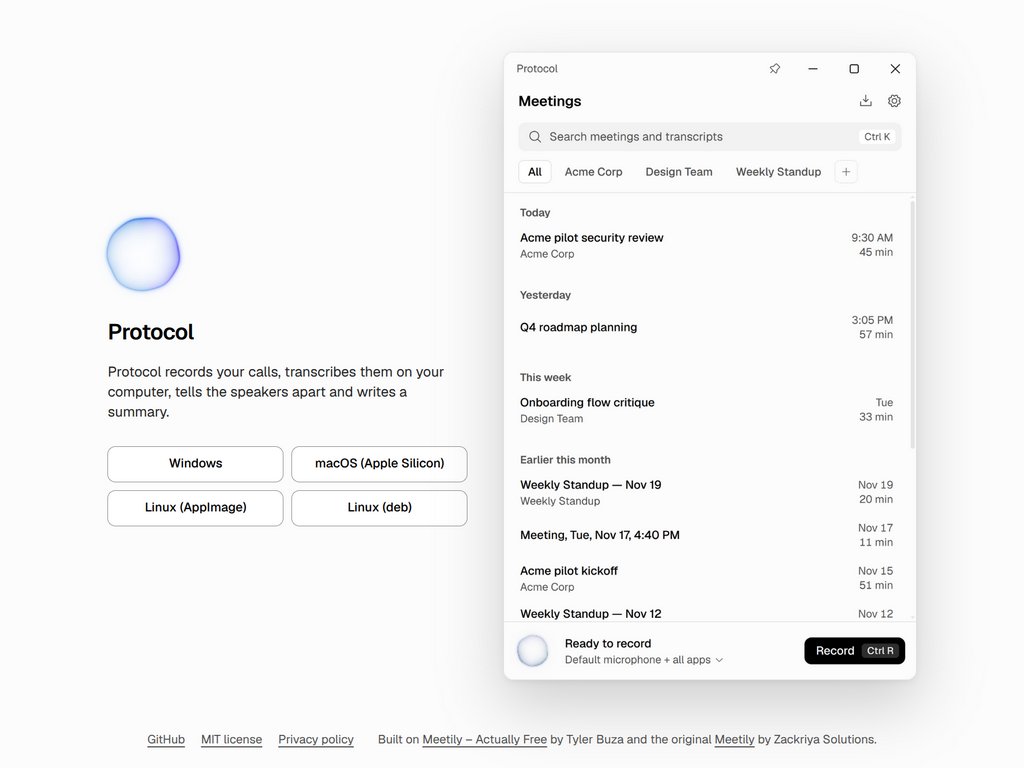 Protocol
Protocol records your calls, transcribes them on your
computer, tells the speakers apart and writes a
summary.
Windows
macOS (Apple Silicon)
Linux (AppImage)
Linux (deb)
Protocol
Meetings
Search meetings and transcripts Ctrl K
All Acme Corp Design Team Weekly Standup +
Today
Acme pilot security review 9:30 AM
Acme Corp 45 min
Yesterday
Q4 roadmap planning 3:05 PM
57 min
This week
Onboarding flow critique Tue
Design Team 33 min
Earlier this month
Weekly Standup — Nov 19 Nov 19
Weekly Standup 20 min
Meeting, Tue, Nov 17, 4:40 PM Nov 17
11 min
Acme pilot kickoff Nov 15
Acme Corp 51 min
Weekly Standup — Nov 12 Nov 12
Ready to record
Default microphone + all apps
Record Ctrl R
GitHub MIT license Privacy policy Built on Meetily – Actually Free by Tyler Buza and the original Meetily by Zackriya Solutions.